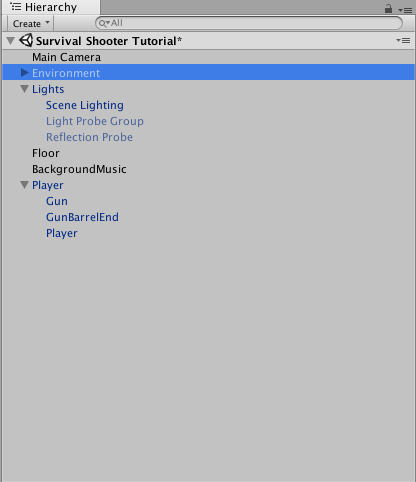 Hierarchy
Create All
Survival Shooter Tutorial*
Main Camera
Environment
Lights
Scene Lighting
Light Probe Group
Reflection Probe
Floor
BackgroundMusic
Player
Gun
GunBarrelEnd
Player